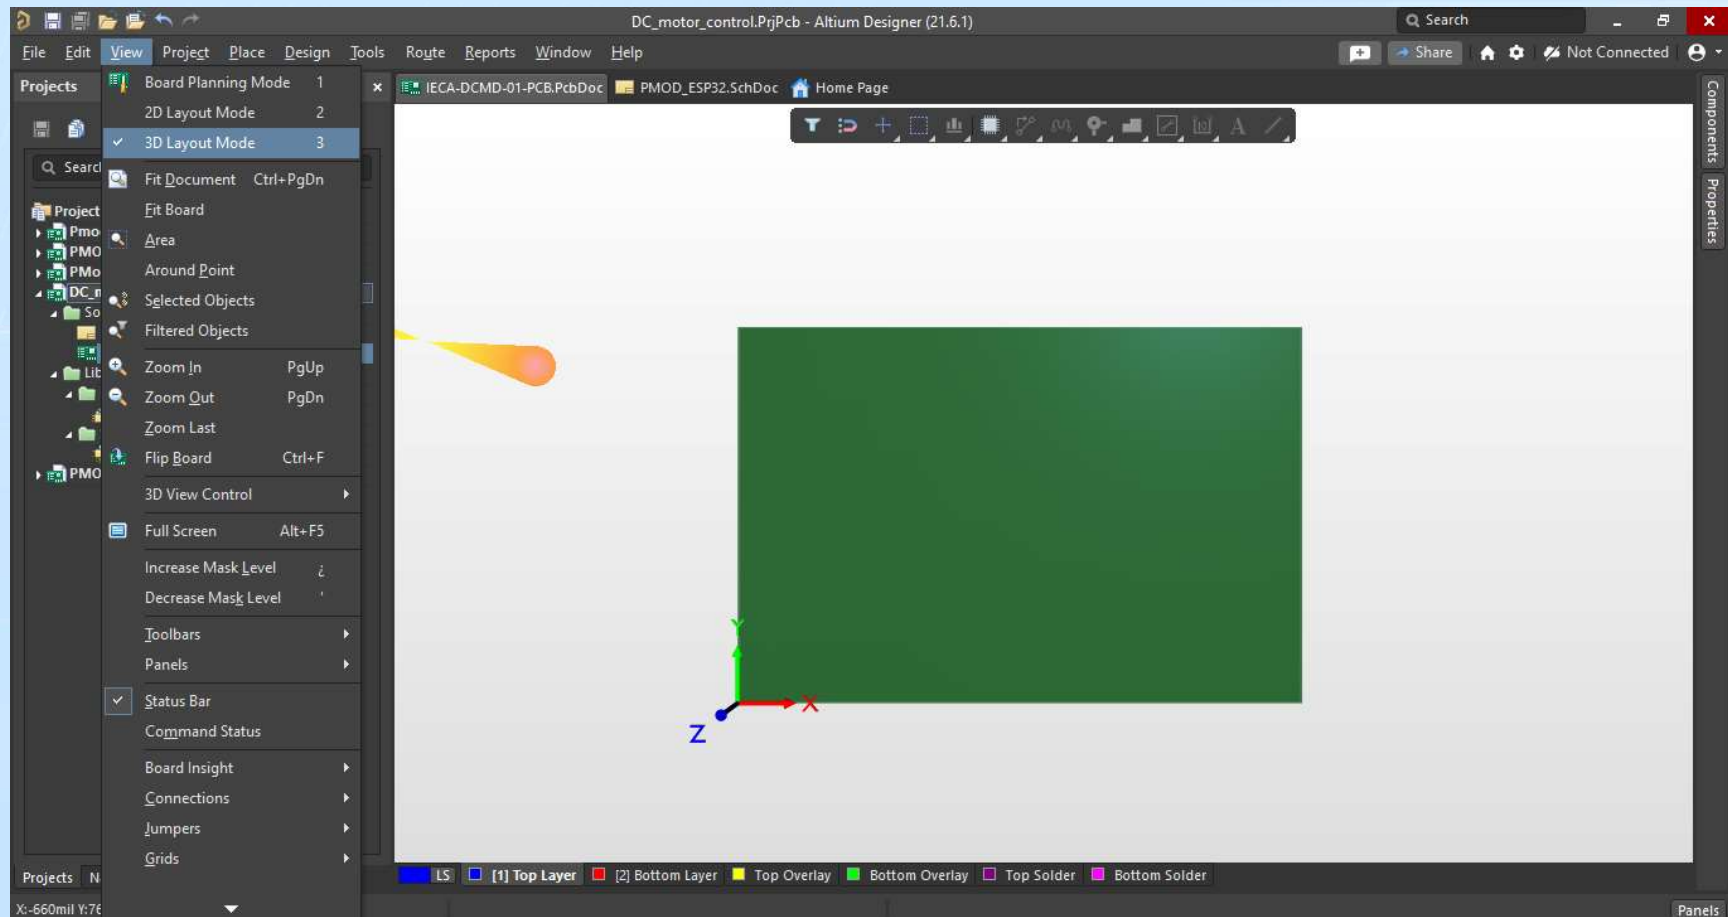 DC_motor_control.PrjPcb - Altium Designer (21.6.1)
Search
File Edit View Project Place Design Tools Route Reports Window Help
Share
Not Connected
Projects
IECA-DCMD-01-PCB.PcbDoc
PMOD_ESP32.SchDoc
Home Page
Board Planning Mode 1
2D Layout Mode 2
3D Layout Mode 3
Fit Document Ctrl+PgDn
Fit Board
Area
Around Point
Selected Objects
Filtered Objects
Zoom In PgUp
Zoom Out PgDn
Zoom Last
Flip Board Ctrl+F
3D View Control
Full Screen Alt+F5
Increase Mask Level ¿
Decrease Mask Level '
Toolbars
Panels
Status Bar
Command Status
Board Insight
Connections
Jumpers
Grids
Project
PMO
PMO
Y
X
Z
Components
Properties
Projects N
LS
[1] Top Layer
[2] Bottom Layer
Top Overlay
Bottom Overlay
Top Solder
Bottom Solder
X:-660mil Y:76
Panels